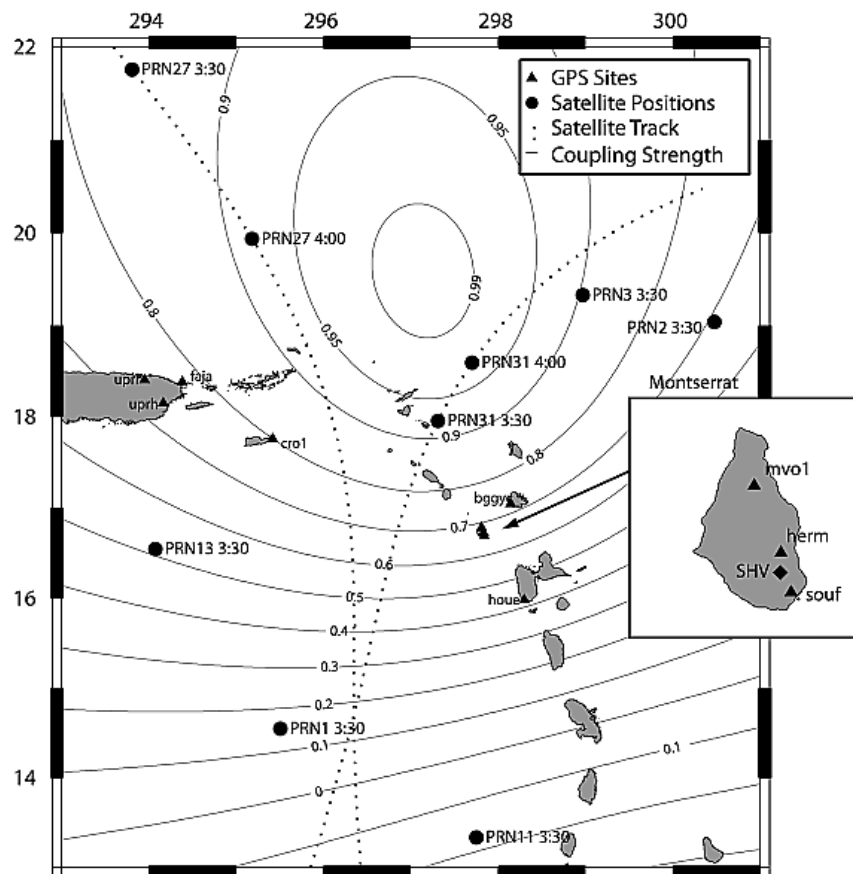 294 296 298 300
22
20
18
16
14
GPS Sites
Satellite Positions
Satellite Track
Coupling Strength
PRN27 3:30
0.9
0.95
PRN27 4:00
0.99
PRN3 3:30
PRN2 3:30
0.8
0.95
PRN31 4:00
Montserrat
uprr
faja
uprh
PRN31 3:30
0.9
cro1
0.8
bggy
0.7
mvo1
herm
SHV
souf
PRN13 3:30
0.6
0.5
houe
0.4
0.3
0.2
PRN1 3:30
0.1
0.1
0
PRN11 3:30